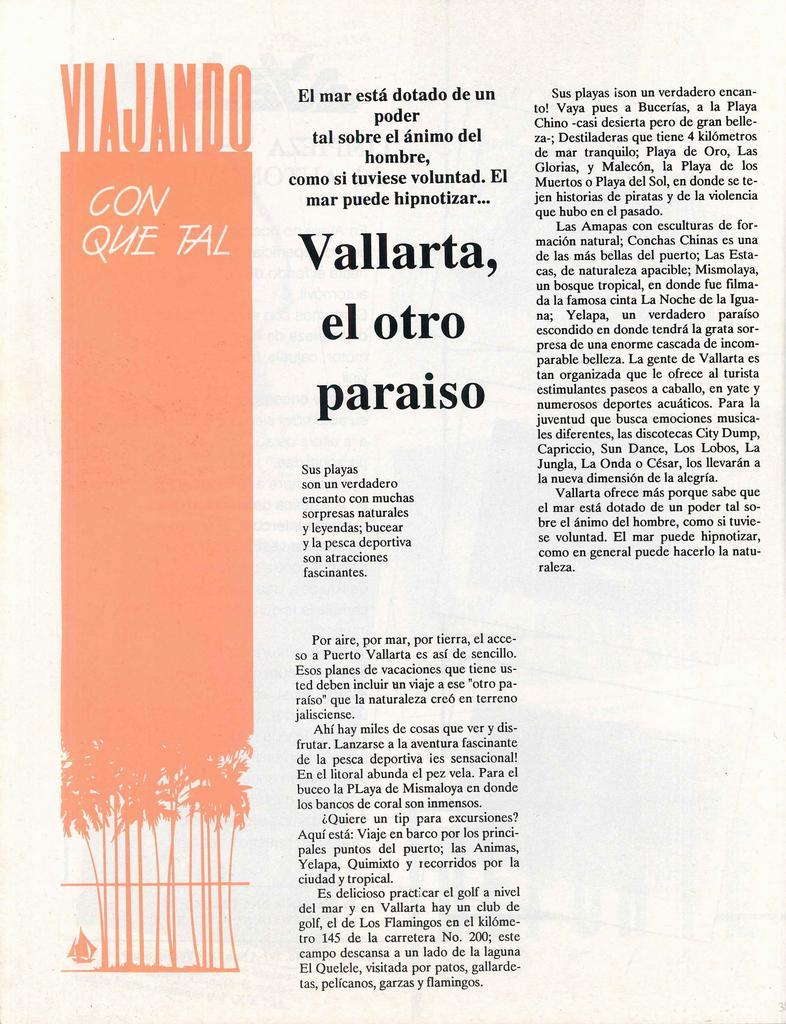 VIAJANDO
CON
QUE TAL
El mar está dotado de un
poder
tal sobre el ánimo del
hombre,
como si tuviese voluntad. El
mar puede hipnotizar...
Vallarta,
el otro
paraiso
Sus playas
son un verdadero
encanto con muchas
sorpresas naturales
y leyendas; bucear
y la pesca deportiva
son atracciones
fascinantes.
Por aire, por mar, por tierra, el acce-
so a Puerto Vallarta es así de sencillo.
Esos planes de vacaciones que tiene us-
ted deben incluir un viaje a ese "otro pa-
raíso" que la naturaleza creó en terreno
jalisciense.
Ahí hay miles de cosas que ver y dis-
frutar. Lanzarse a la aventura fascinante
de la pesca deportiva ¡es sensacional!
En el litoral abunda el pez vela. Para el
buceo la PLaya de Mismaloya en donde
los bancos de coral son inmensos.
¿Quiere un tip para excursiones?
Aquí está: Viaje en barco por los princi-
pales puntos del puerto; las Animas,
Yelapa, Quimixto y recorridos por la
ciudad y tropical.
Es delicioso practicar el golf a nivel
del mar y en Vallarta hay un club de
golf, el de Los Flamingos en el kilóme-
tro 145 de la carretera No. 200; este
campo descansa a un lado de la laguna
El Quelele, visitada por patos, gallarde-
tas, pelícanos, garzas y flamingos.
Sus playas ¡son un verdadero encan-
to! Vaya pues a Bucerías, a la Playa
Chino -casi desierta pero de gran belle-
za-; Destiladeras que tiene 4 kilómetros
de mar tranquilo; Playa de Oro, Las
Glorias, y Malecón, la Playa de los
Muertos o Playa del Sol, en donde se te-
jen historias de piratas y de la violencia
que hubo en el pasado.
Las Amapas con esculturas de for-
mación natural; Conchas Chinas es una
de las más bellas del puerto; Las Esta-
cas, de naturaleza apacible; Mismolaya,
un bosque tropical, en donde fue filma-
da la famosa cinta La Noche de la Igua-
na; Yelapa, un verdadero paraíso
escondido en donde tendrá la grata sor-
presa de una enorme cascada de incom-
parable belleza. La gente de Vallarta es
tan organizada que le ofrece al turista
estimulantes paseos a caballo, en yate y
numerosos deportes acuáticos. Para la
juventud que busca emociones musica-
les diferentes, las discotecas City Dump,
Capriccio, Sun Dance, Los Lobos, La
Jungla, La Onda o César, los llevarán a
la nueva dimensión de la alegría.
Vallarta ofrece más porque sabe que
el mar está dotado de un poder tal so-
bre el ánimo del hombre, como si tuvie-
se voluntad. El mar puede hipnotizar,
como en general puede hacerlo la natu-
raleza.